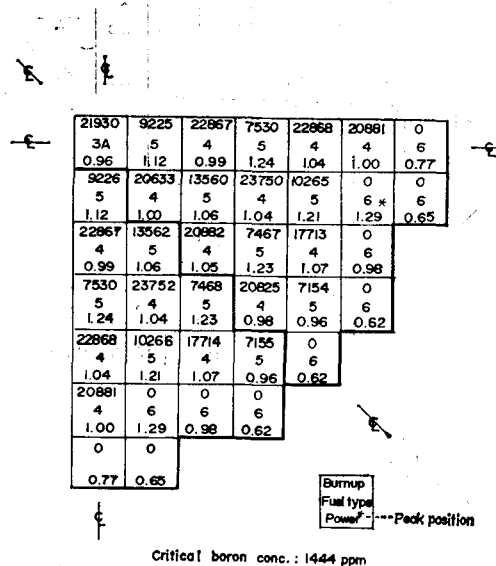 ℄ ℄
℄ ℄
21930 9225 22867 7530 22868 20881 0
3A 5 4 5 4 4 6
0.96 1.12 0.99 1.24 1.04 1.00 0.77
9226 20633 13560 23750 10265 0 0
5 4 5 4 5 6 * 6
1.12 1.00 1.06 1.04 1.21 1.29 0.65
22867 13562 20882 7467 17713 0
4 5 4 5 4 6
0.99 1.06 1.05 1.23 1.07 0.98
7530 23752 7468 20825 7154 0
5 4 5 4 5 6
1.24 1.04 1.23 0.98 0.96 0.62
22868 10266 17714 7155 0
4 5 4 5 6
1.04 1.21 1.07 0.96 0.62
20881 0 0 0
4 6 6 6
1.00 1.29 0.98 0.62
0 0
0.77 0.65
℄
℄
Burnup
Fuel type
Power* ---- Peak position
Critical boron conc. : 1444 ppm